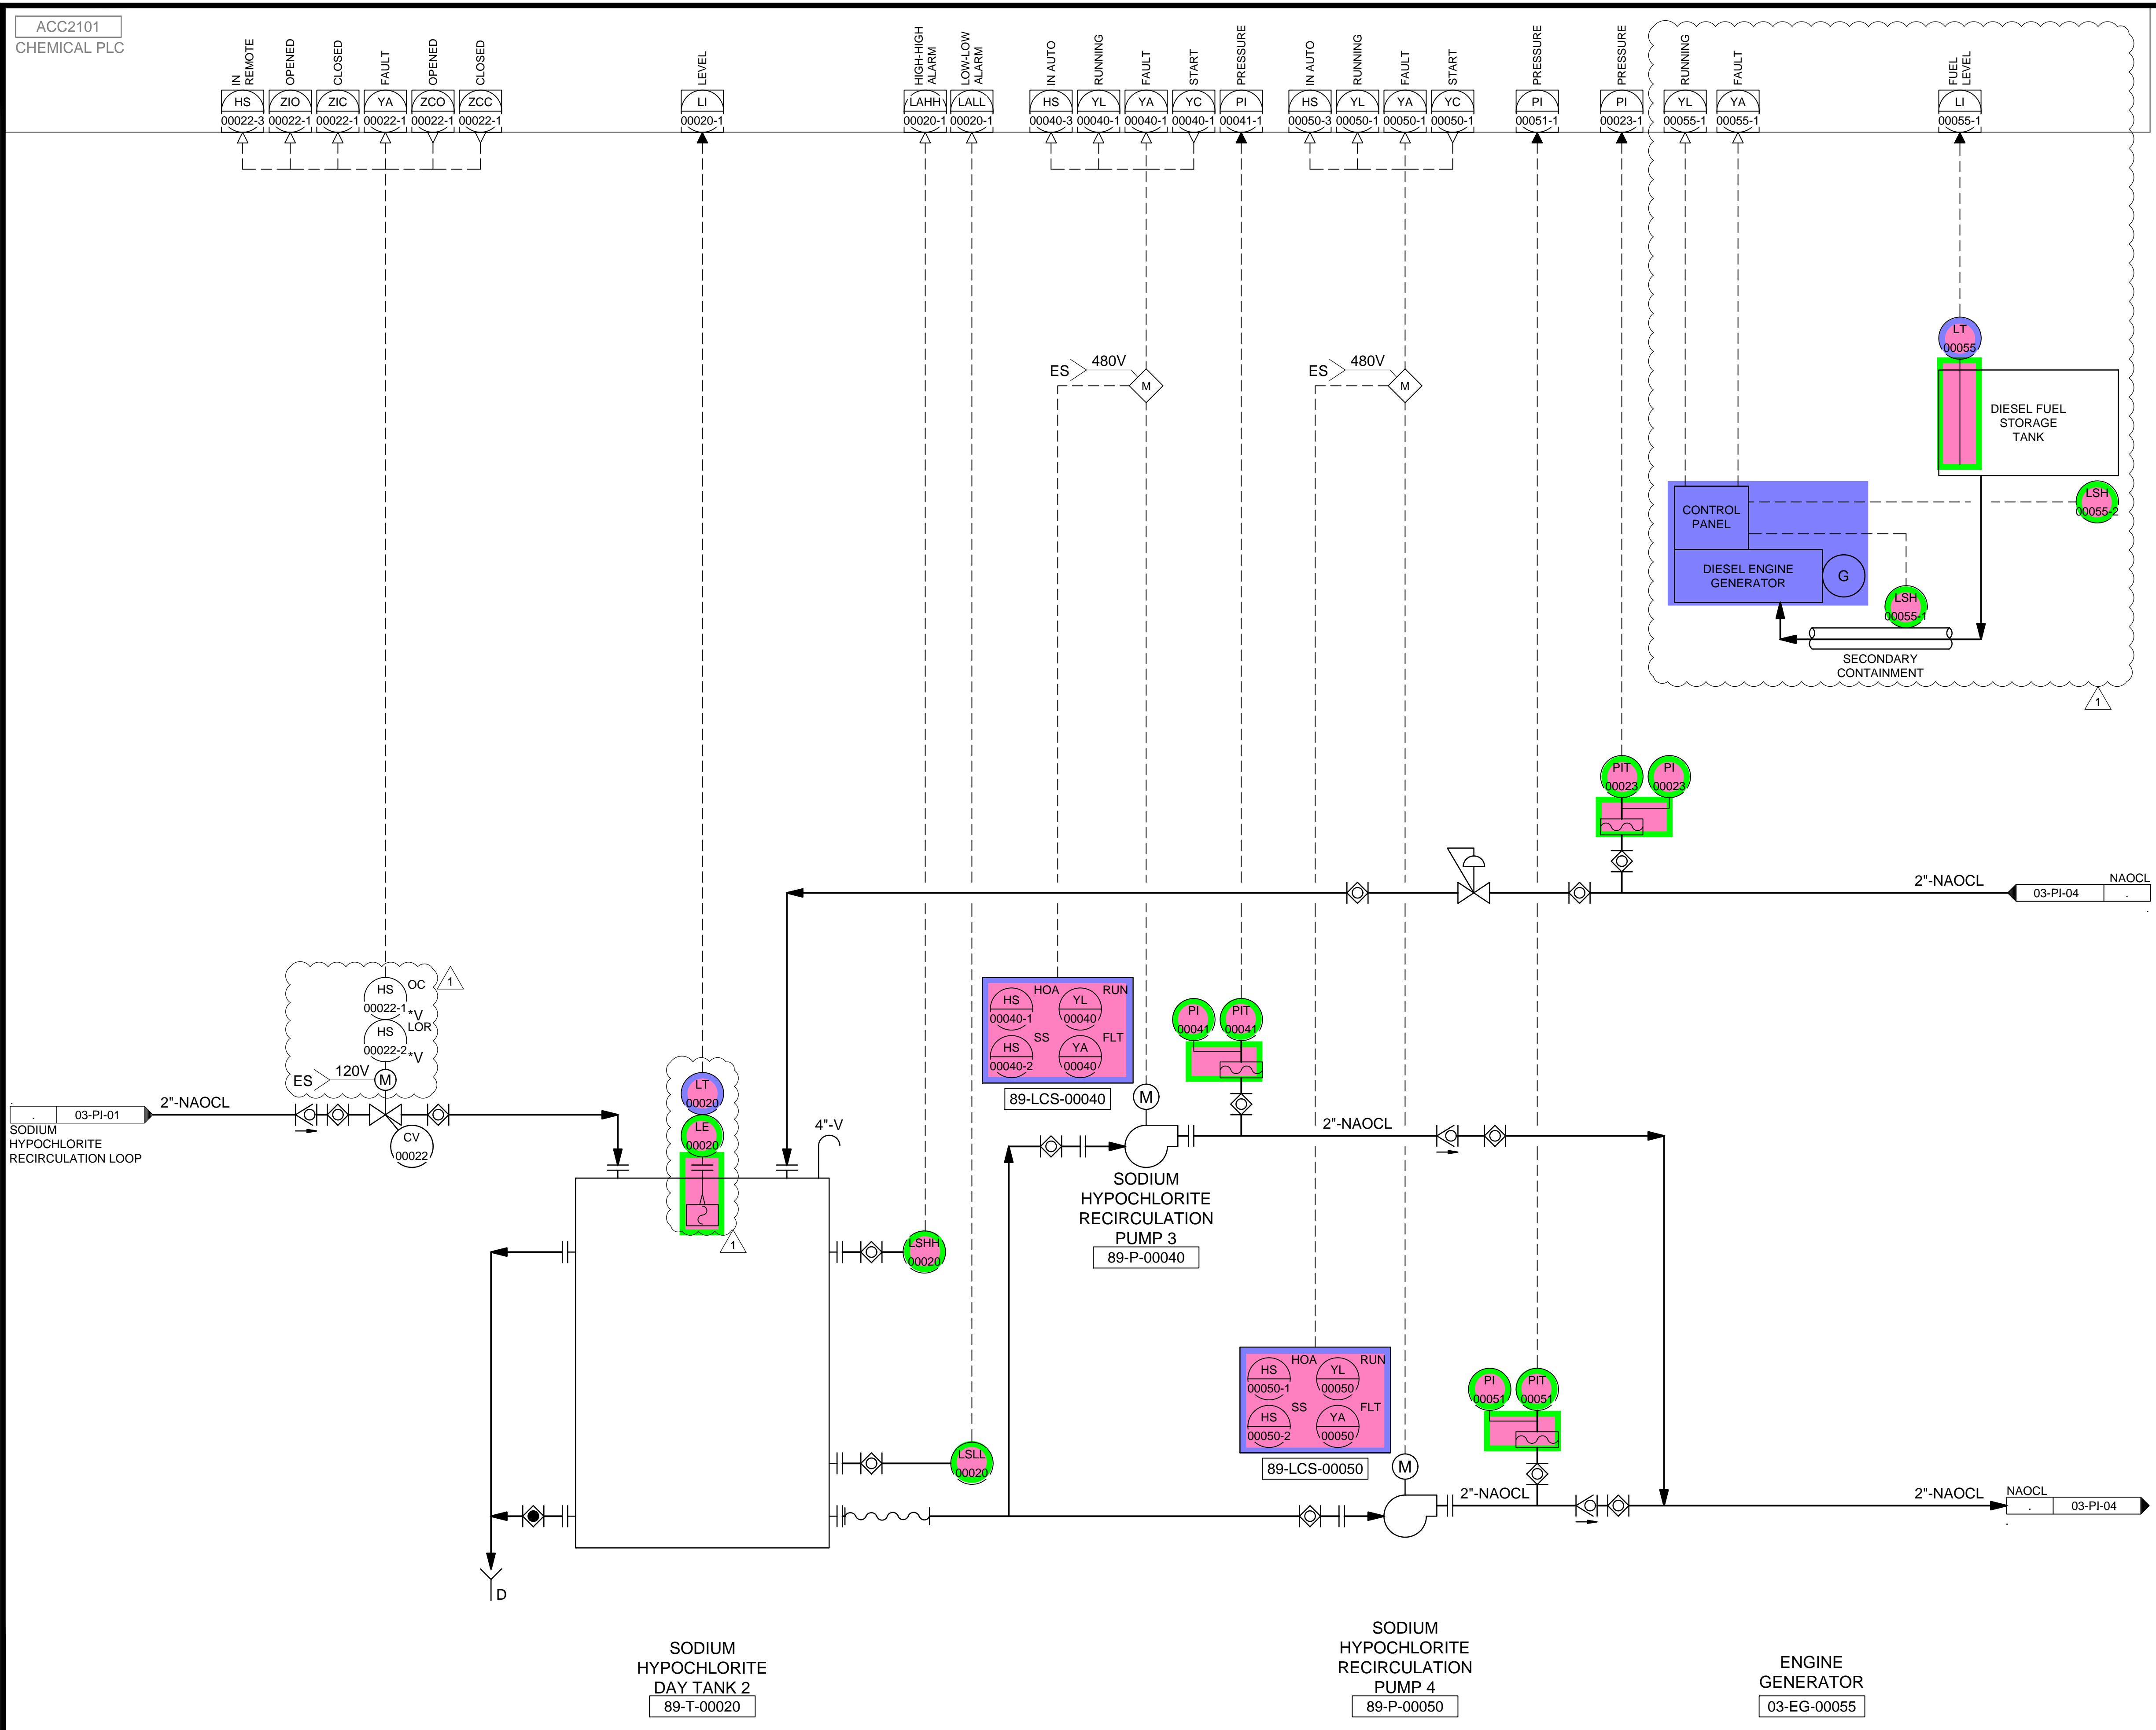 ACC2101
CHEMICAL PLC
IN
REMOTE
OPENED
CLOSED
FAULT
OPENED
CLOSED
LEVEL
HIGH-HIGH
ALARM
LOW-LOW
ALARM
IN AUTO
RUNNING
FAULT
START
PRESSURE
IN AUTO
RUNNING
FAULT
START
PRESSURE
PRESSURE
RUNNING
FAULT
FUEL
LEVEL
HS
00022-3
ZIO
00022-1
ZIC
00022-1
YA
00022-1
ZCO
00022-1
ZCC
00022-1
LI
00020-1
LAHH
00020-1
LALL
00020-1
HS
00040-3
YL
00040-1
YA
00040-1
YC
00040-1
PI
00041-1
HS
00050-3
YL
00050-1
YA
00050-1
YC
00050-1
PI
00051-1
PI
00023-1
YL
00055-1
YA
00055-1
LI
00055-1
ES
480V
M
ES
480V
M
LT
00055
DIESEL FUEL
STORAGE
TANK
LSH
00055-2
CONTROL
PANEL
DIESEL ENGINE
GENERATOR
G
LSH
00055-1
SECONDARY
CONTAINMENT
1
PIT
00023
PI
00023
2"-NAOCL
NAOCL
03-PI-04
.
.
HS
00022-1
OC
*V
1
HS
00022-2
LOR
*V
ES
120V
M
.
.
03-PI-01
SODIUM
HYPOCHLORITE
RECIRCULATION LOOP
2"-NAOCL
CV
00022
LT
00020
LE
00020
1
4"-V
HS
00040-1
HOA
YL
00040
RUN
HS
00040-2
SS
YA
00040
FLT
89-LCS-00040
M
PI
00041
PIT
00041
2"-NAOCL
SODIUM
HYPOCHLORITE
RECIRCULATION
PUMP 3
89-P-00040
LSHH
00020
LSLL
00020
HS
00050-1
HOA
YL
00050
RUN
HS
00050-2
SS
YA
00050
FLT
89-LCS-00050
M
PI
00051
PIT
00051
2"-NAOCL
2"-NAOCL
NAOCL
.
03-PI-04
.
D
SODIUM
HYPOCHLORITE
DAY TANK 2
89-T-00020
SODIUM
HYPOCHLORITE
RECIRCULATION
PUMP 4
89-P-00050
ENGINE
GENERATOR
03-EG-00055